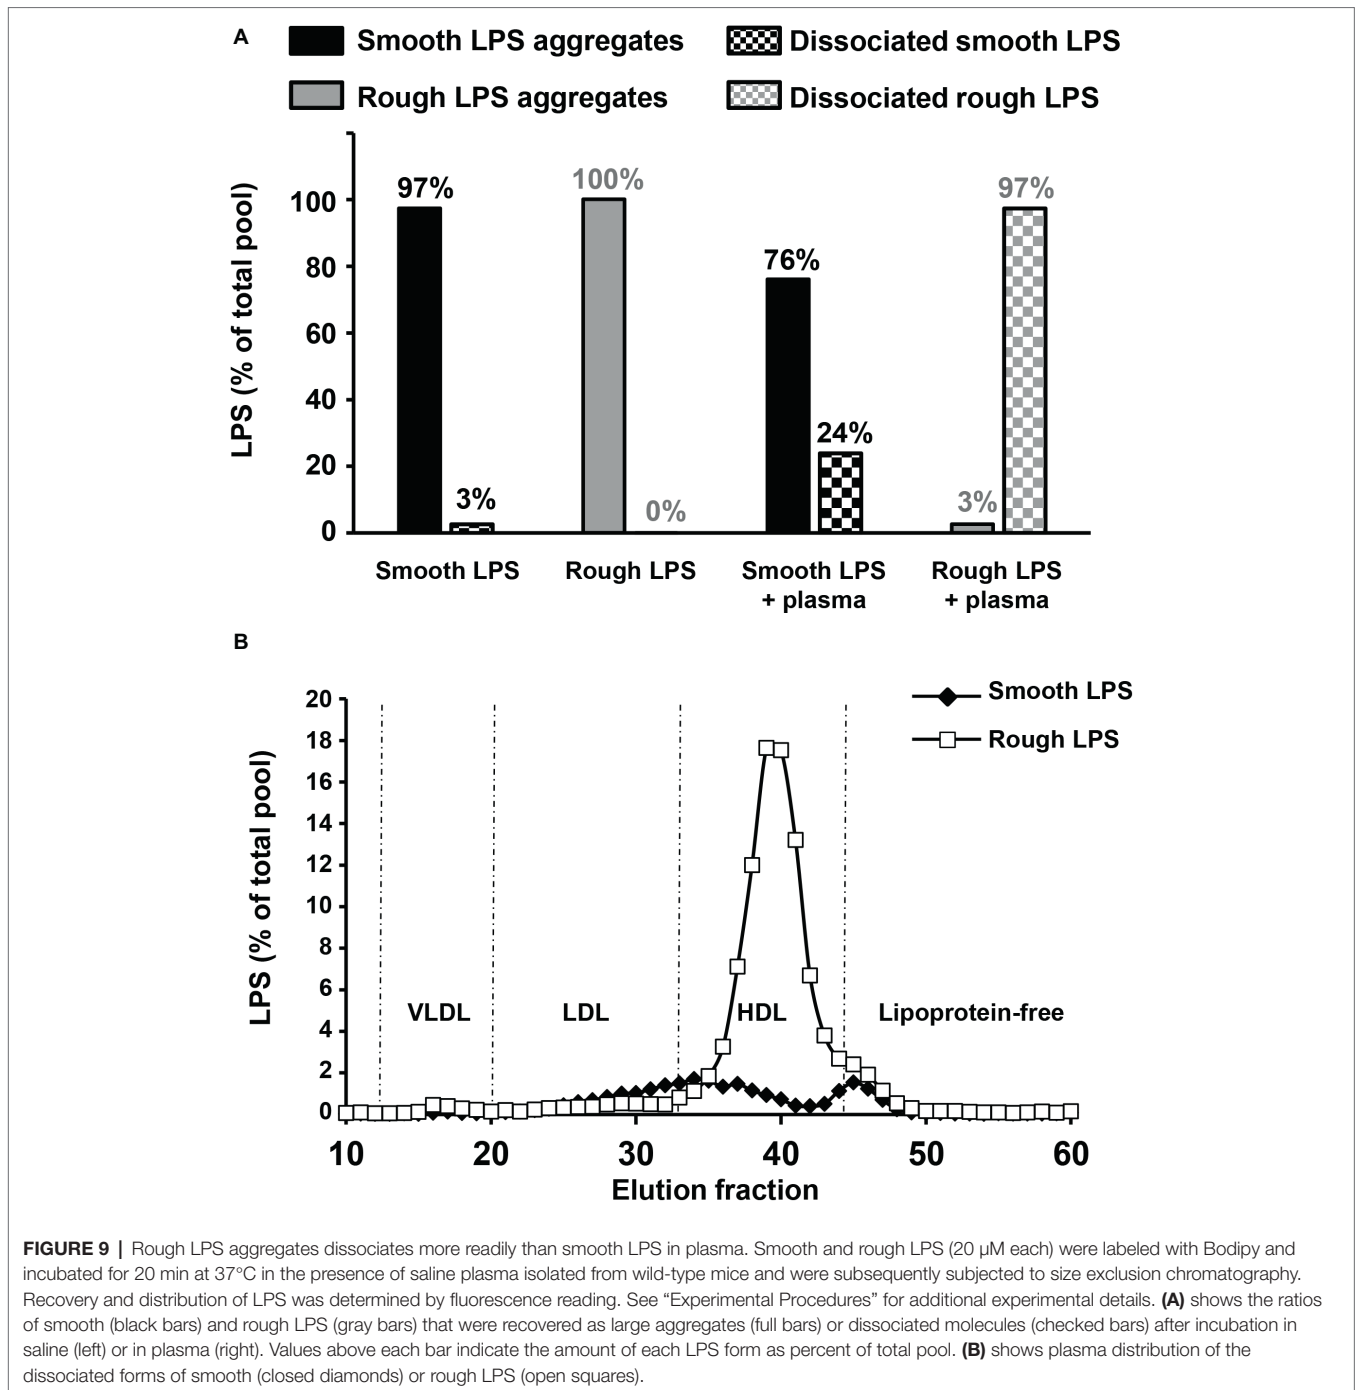 A
Smooth LPS aggregates
Dissociated smooth LPS
Rough LPS aggregates
Dissociated rough LPS
LPS (% of total pool)
100
80
60
40
20
0
97%
3%
100%
0%
76%
24%
3%
97%
Smooth LPS
Rough LPS
Smooth LPS
+ plasma
Rough LPS
+ plasma
B
Smooth LPS
Rough LPS
LPS (% of total pool)
20
18
16
14
12
10
8
6
4
2
0
VLDL
LDL
HDL
Lipoprotein-free
10
20
30
40
50
60
Elution fraction
FIGURE 9 | Rough LPS aggregates dissociates more readily than smooth LPS in plasma. Smooth and rough LPS (20 μM each) were labeled with Bodipy and
incubated for 20 min at 37°C in the presence of saline plasma isolated from wild-type mice and were subsequently subjected to size exclusion chromatography.
Recovery and distribution of LPS was determined by fluorescence reading. See “Experimental Procedures” for additional experimental details. (A) shows the ratios
of smooth (black bars) and rough LPS (gray bars) that were recovered as large aggregates (full bars) or dissociated molecules (checked bars) after incubation in
saline (left) or in plasma (right). Values above each bar indicate the amount of each LPS form as percent of total pool. (B) shows plasma distribution of the
dissociated forms of smooth (closed diamonds) or rough LPS (open squares).